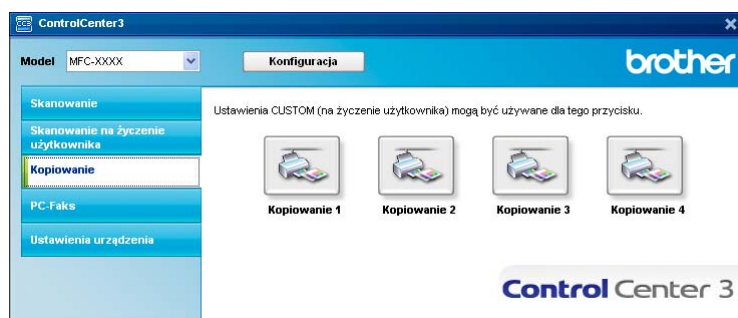 CC3 ControlCenter3
Model MFC-XXXX Konfiguracja brother
Skanowanie
Skanowanie na życzenie
użytkownika
Kopiowanie
PC-Faks
Ustawienia urządzenia
Ustawienia CUSTOM (na życzenie użytkownika) mogą być używane dla tego przycisku.
Kopiowanie 1 Kopiowanie 2 Kopiowanie 3 Kopiowanie 4
Control Center 3